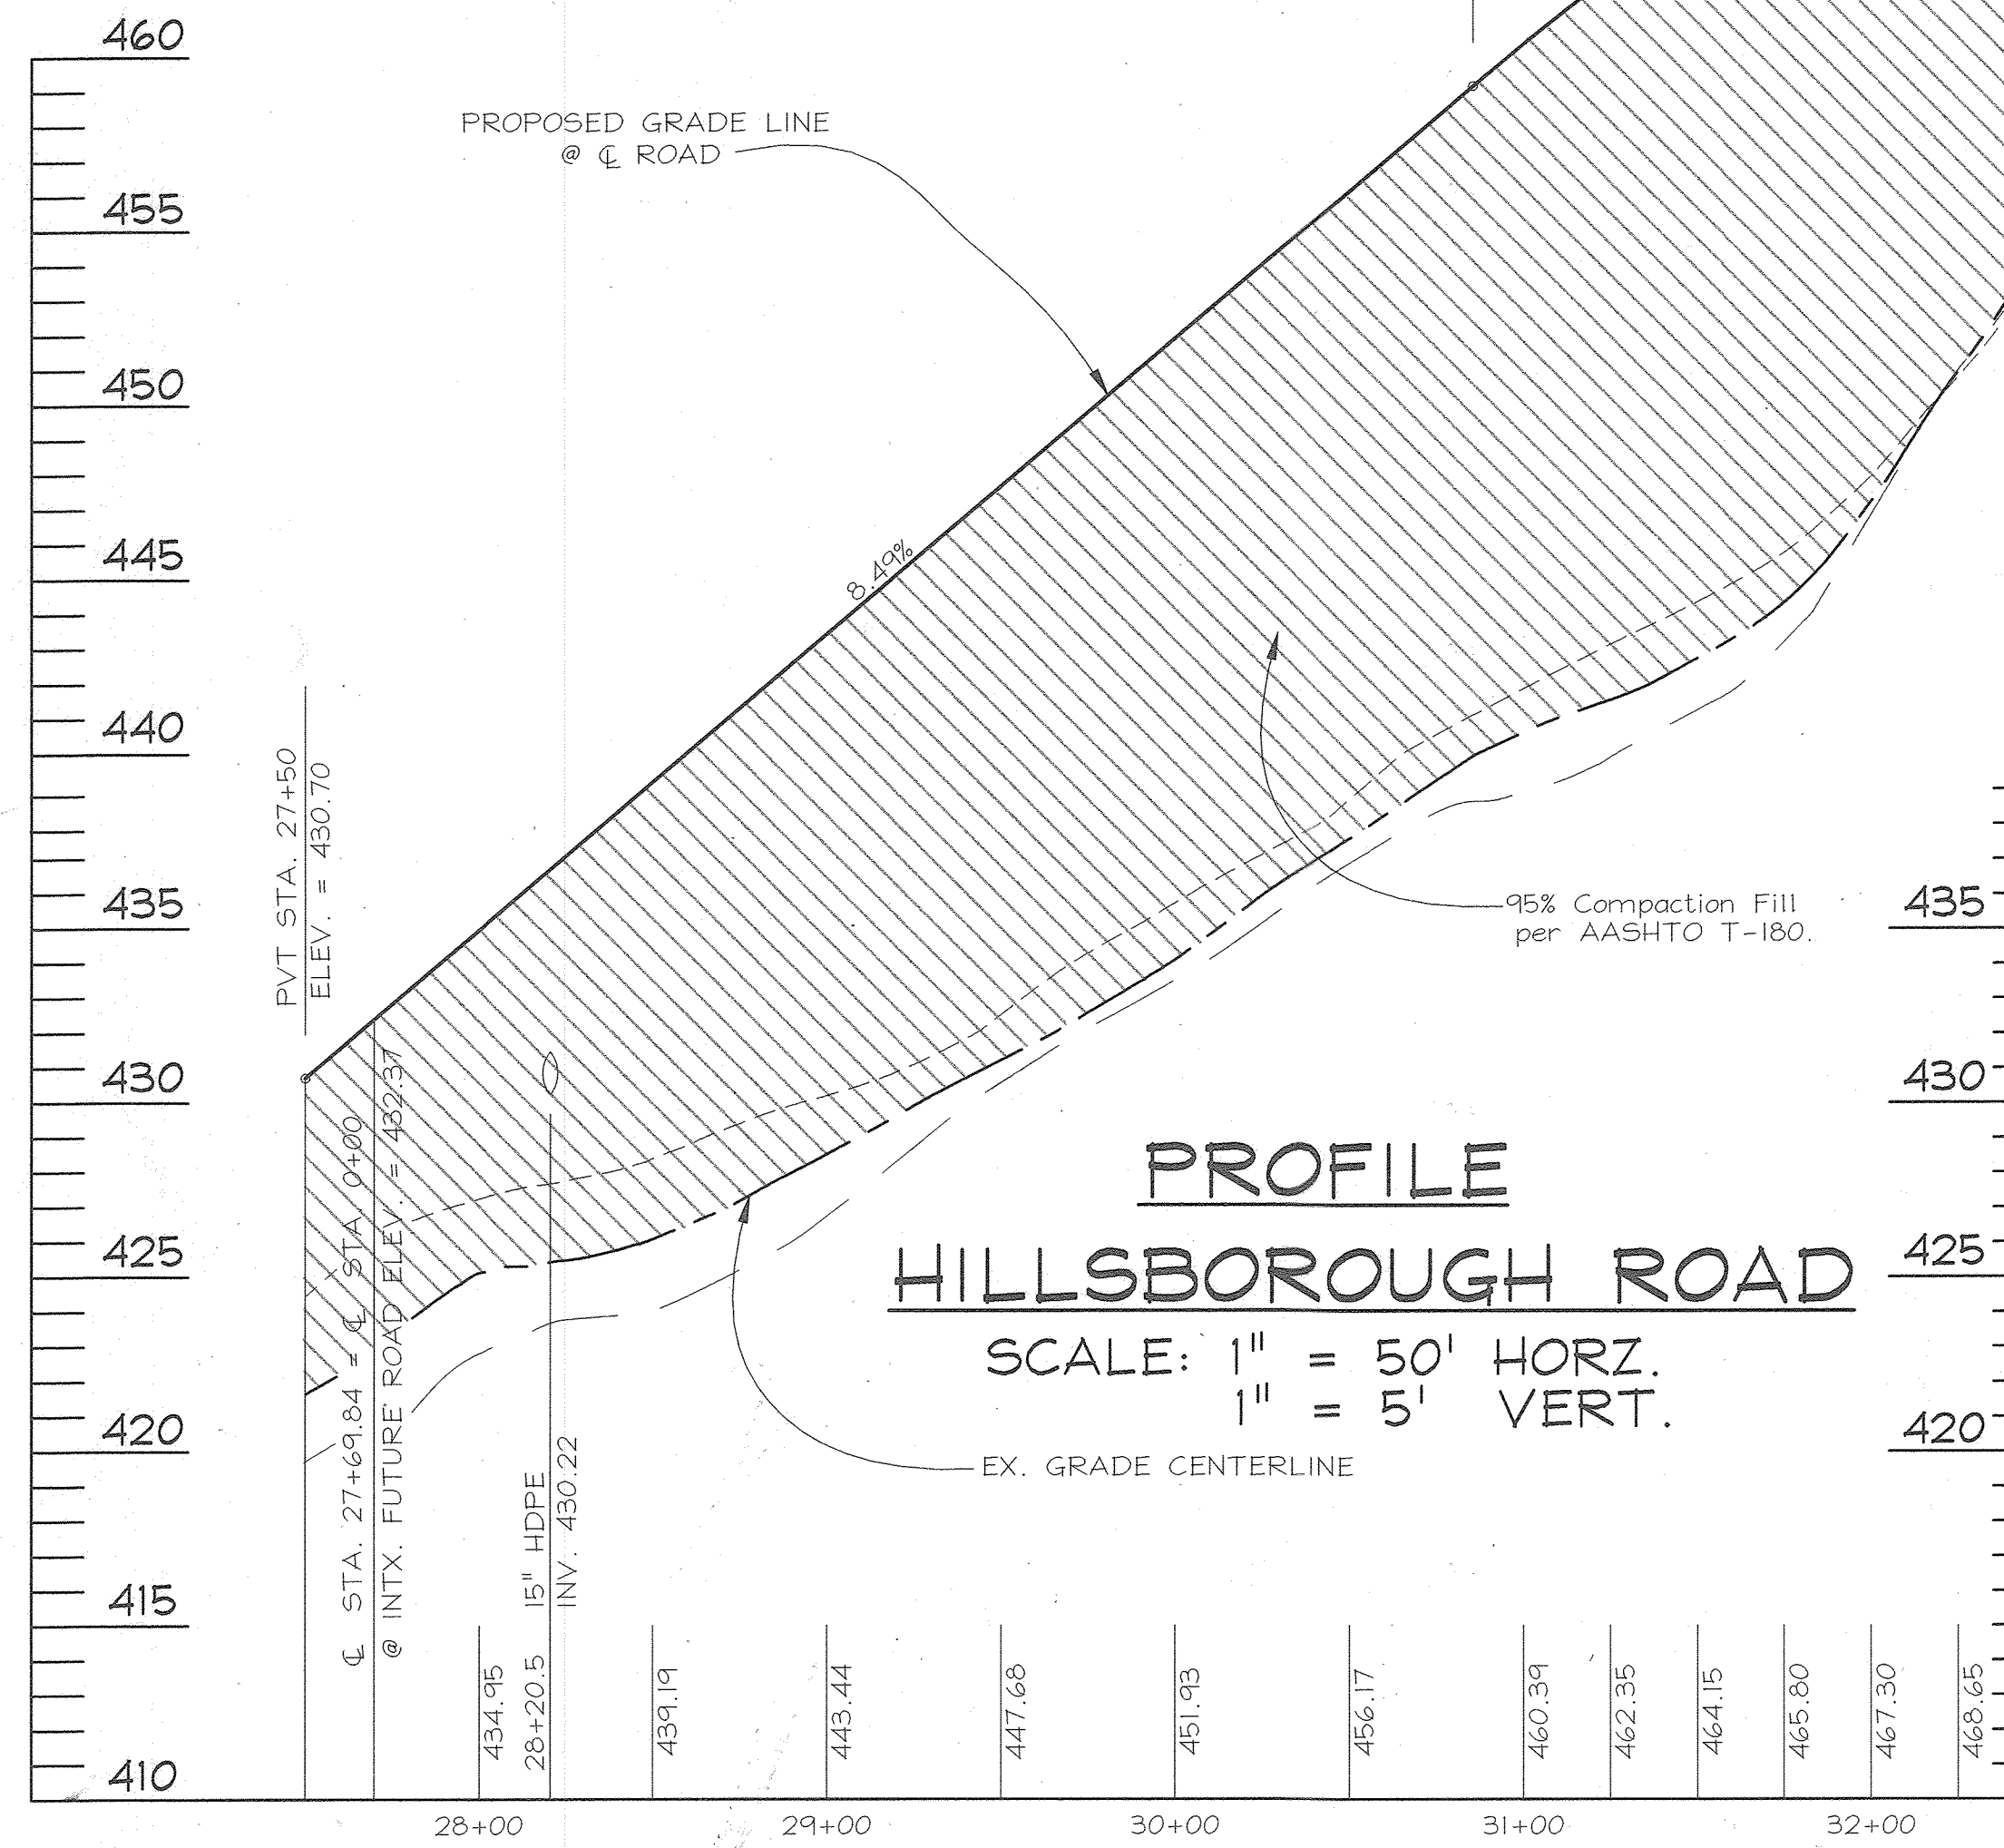 460
455
450
445
440
435
430
425
420
415
410
PROPOSED GRADE LINE
@ ℄ ROAD
8.49%
PVT STA. 27+50
ELEV. = 430.70
℄ STA. 27+69.84 = ℄ STA. 0+00
@ INTX. FUTURE ROAD ELEV. = 432.37
28+20.5 15" HDPE
INV. 430.22
95% Compaction Fill
per AASHTO T-180.
435
430
425
420
PROFILE
HILLSBOROUGH ROAD
SCALE: 1" = 50' HORZ.
1" = 5' VERT.
EX. GRADE CENTERLINE
434.95
439.19
443.44
447.68
451.93
456.17
460.39
462.35
464.15
465.80
467.30
468.65
28+00
29+00
30+00
31+00
32+00